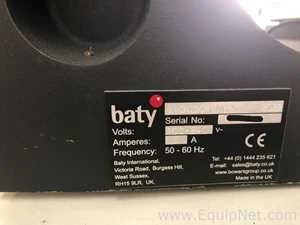 baty
Serial No:
Volts: v~
Amperes: A
Frequency: 50 - 60 Hz
Baty International,
Victoria Road, Burgess Hill,
West Sussex,
RH15 9LR, UK.
Tel: +44 (0) 1444 235 621
E-mail: sales@baty.co.uk
www.bowersgroup.co.uk
Made in the UK
CE
www.EquipNet.com